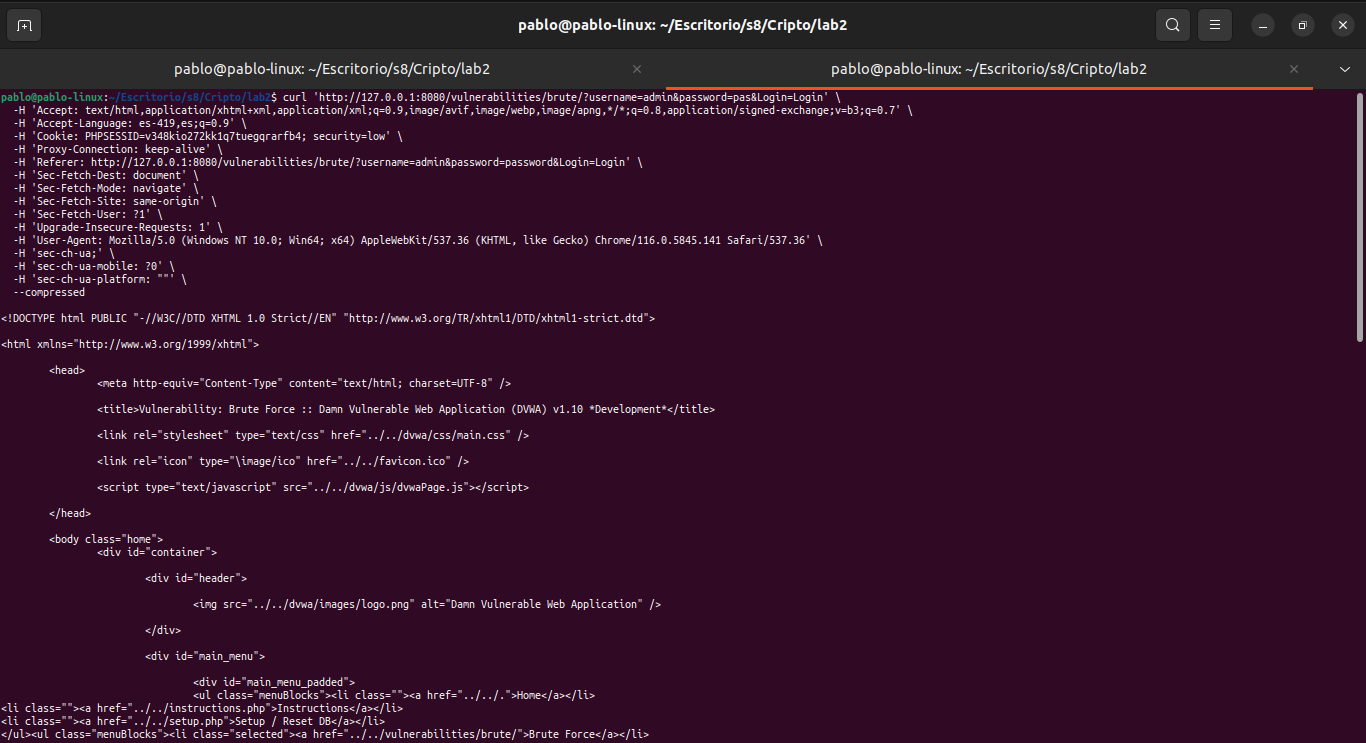 pablo@pablo-linux: ~/Escritorio/s8/Cripto/lab2
pablo@pablo-linux: ~/Escritorio/s8/Cripto/lab2
pablo@pablo-linux: ~/Escritorio/s8/Cripto/lab2
pablo@pablo-linux:~/Escritorio/s8/Cripto/lab2$ curl 'http://127.0.0.1:8080/vulnerabilities/brute/?username=admin&password=pas&Login=Login' \
  -H 'Accept: text/html,application/xhtml+xml,application/xml;q=0.9,image/avif,image/webp,image/apng,*/*;q=0.8,application/signed-exchange;v=b3;q=0.7' \
  -H 'Accept-Language: es-419,es;q=0.9' \
  -H 'Cookie: PHPSESSID=v348kio272kk1q7tuegqrarfb4; security=low' \
  -H 'Proxy-Connection: keep-alive' \
  -H 'Referer: http://127.0.0.1:8080/vulnerabilities/brute/?username=admin&password=password&Login=Login' \
  -H 'Sec-Fetch-Dest: document' \
  -H 'Sec-Fetch-Mode: navigate' \
  -H 'Sec-Fetch-Site: same-origin' \
  -H 'Sec-Fetch-User: ?1' \
  -H 'Upgrade-Insecure-Requests: 1' \
  -H 'User-Agent: Mozilla/5.0 (Windows NT 10.0; Win64; x64) AppleWebKit/537.36 (KHTML, like Gecko) Chrome/116.0.5845.141 Safari/537.36' \
  -H 'sec-ch-ua;' \
  -H 'sec-ch-ua-mobile: ?0' \
  -H 'sec-ch-ua-platform: ""' \
  --compressed
<!DOCTYPE html PUBLIC "-//W3C//DTD XHTML 1.0 Strict//EN" "http://www.w3.org/TR/xhtml1/DTD/xhtml1-strict.dtd">
<html xmlns="http://www.w3.org/1999/xhtml">
<head>
<meta http-equiv="Content-Type" content="text/html; charset=UTF-8" />
<title>Vulnerability: Brute Force :: Damn Vulnerable Web Application (DVWA) v1.10 *Development*</title>
<link rel="stylesheet" type="text/css" href="../../dvwa/css/main.css" />
<link rel="icon" type="\image/ico" href="../../favicon.ico" />
<script type="text/javascript" src="../../dvwa/js/dvwaPage.js"></script>
</head>
<body class="home">
<div id="container">
<div id="header">
<img src="../../dvwa/images/logo.png" alt="Damn Vulnerable Web Application" />
</div>
<div id="main_menu">
<div id="main_menu_padded">
<ul class="menuBlocks"><li class=""><a href="../../.">Home</a></li>
<li class=""><a href="../../instructions.php">Instructions</a></li>
<li class=""><a href="../../setup.php">Setup / Reset DB</a></li>
</ul><ul class="menuBlocks"><li class="selected"><a href="../../vulnerabilities/brute/">Brute Force</a></li>